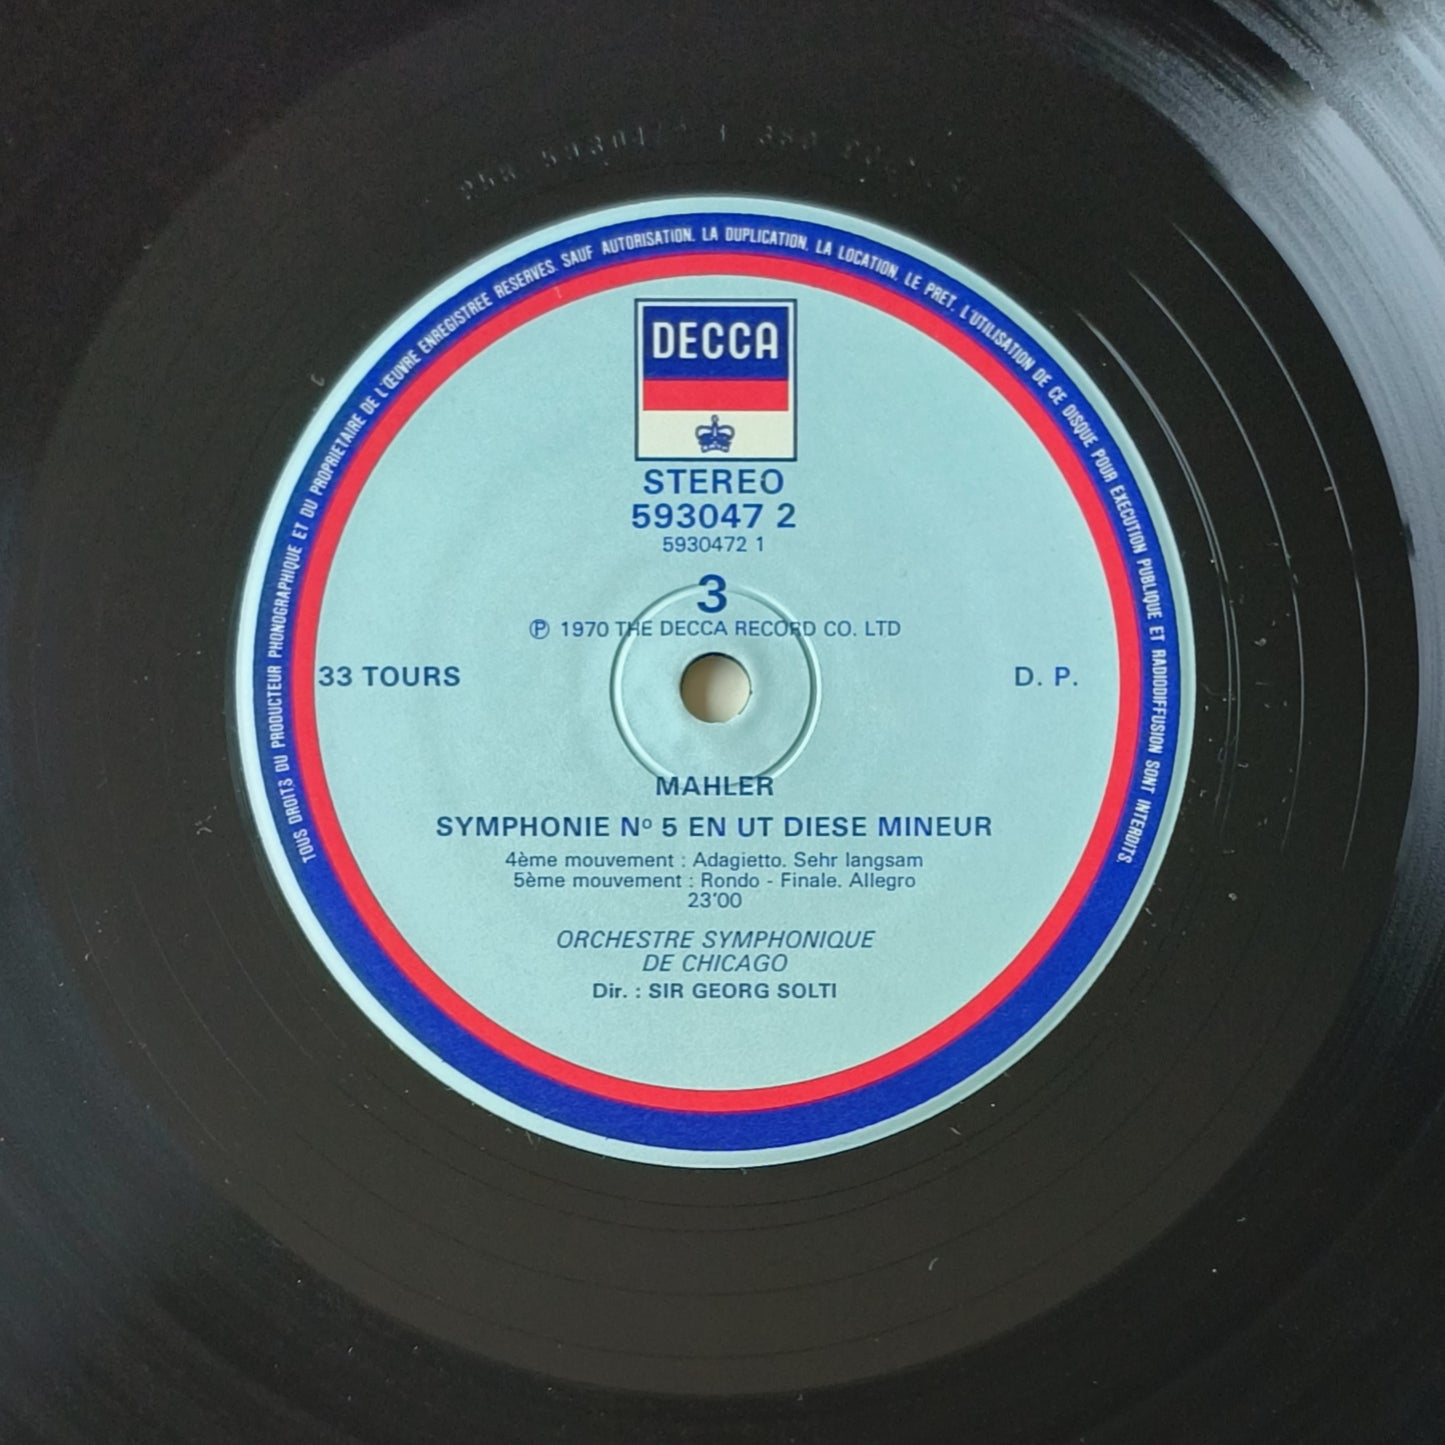 TOUS DROITS DU PRODUCTEUR PHONOGRAPHIQUE ET DU PROPRIETAIRE DE L'ŒUVRE ENREGISTREE RESERVES. SAUF AUTORISATION. LA DUPLICATION, LA LOCATION, LE PRET, L'UTILISATION DE CE DISQUE POUR EXECUTION PUBLIQUE ET RADIODIFFUSION SONT INTERDITS.
DECCA
STEREO
593047 2
5930472 1
3
℗ 1970 THE DECCA RECORD CO. LTD
33 TOURS
D. P.
MAHLER
SYMPHONIE Nº 5 EN UT DIESE MINEUR
4ème mouvement : Adagietto. Sehr langsam
5ème mouvement : Rondo - Finale. Allegro
23'00
ORCHESTRE SYMPHONIQUE
DE CHICAGO
Dir. : SIR GEORG SOLTI